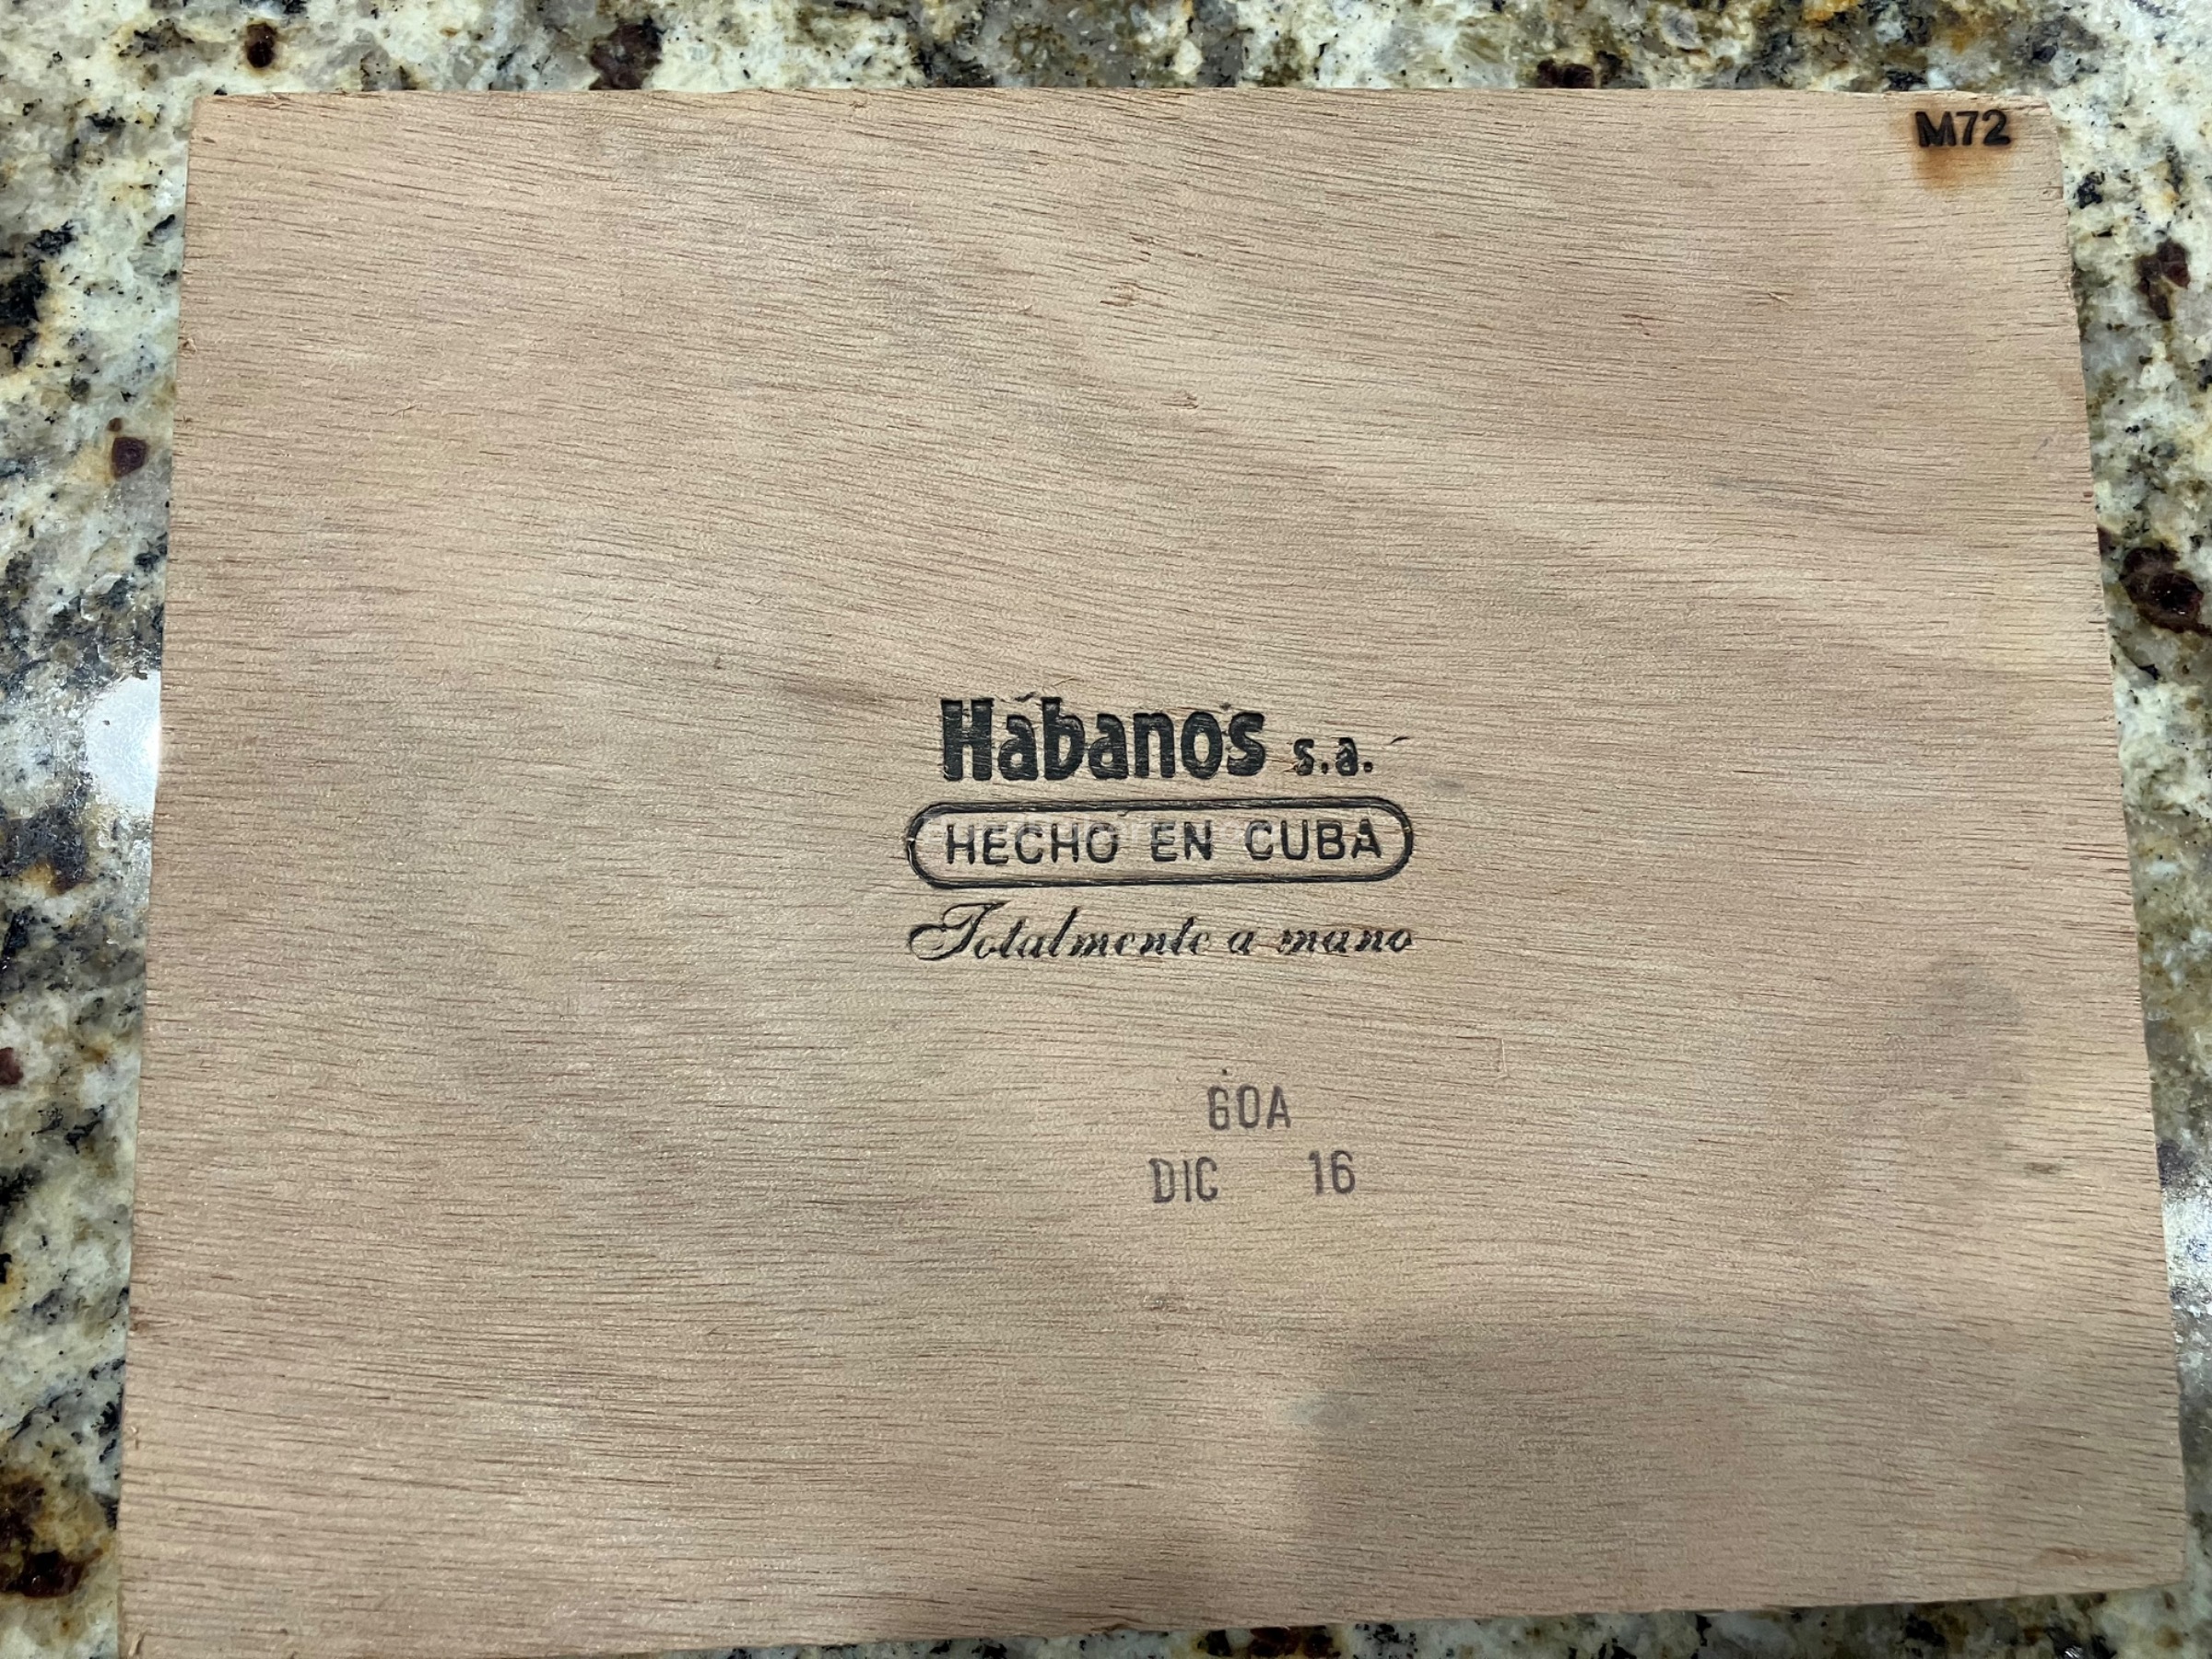 M72
Habanos s.a.
HECHO EN CUBA
Totalmente a mano
GOA
DIC 16